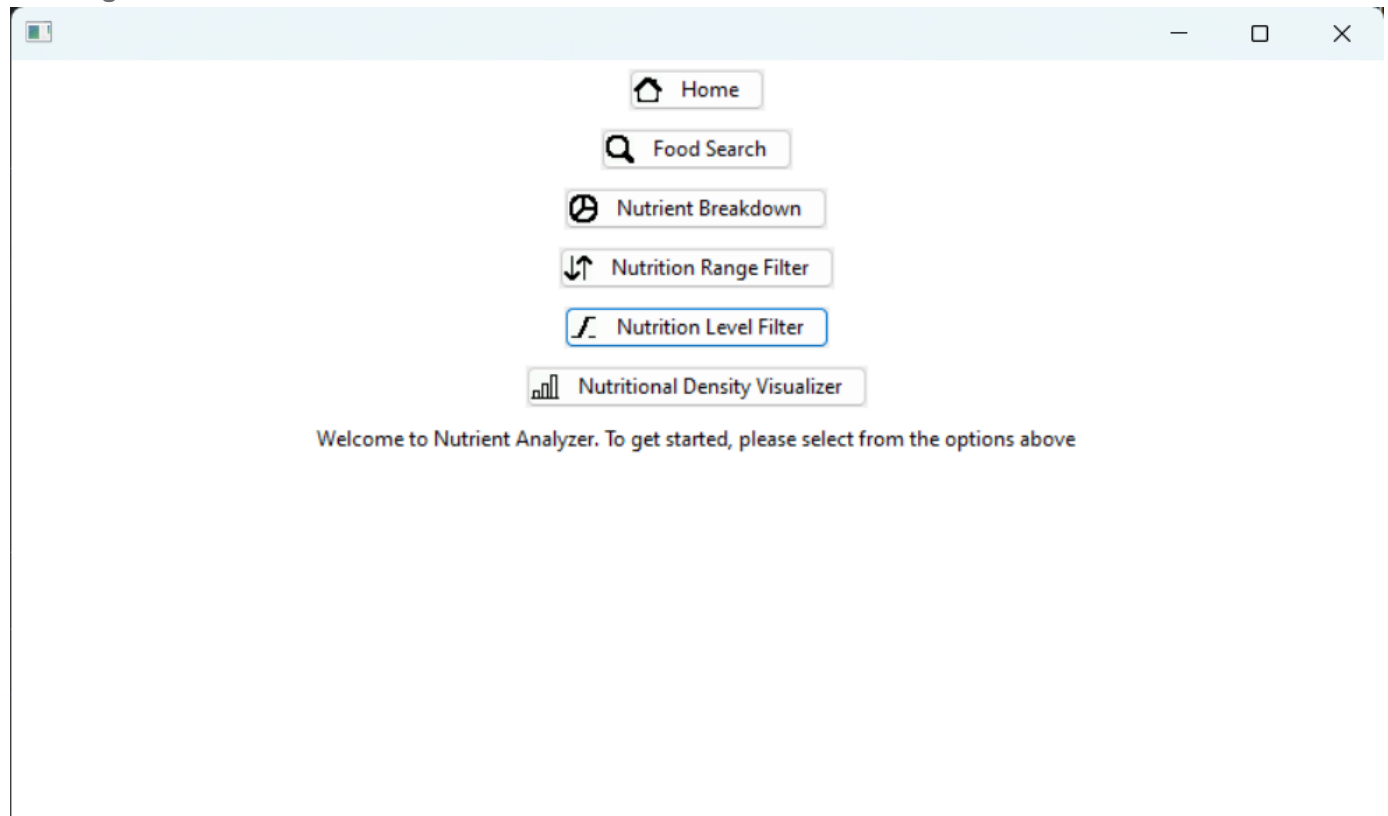 Home
Food Search
Nutrient Breakdown
Nutrition Range Filter
Nutrition Level Filter
Nutritional Density Visualizer
Welcome to Nutrient Analyzer. To get started, please select from the options above